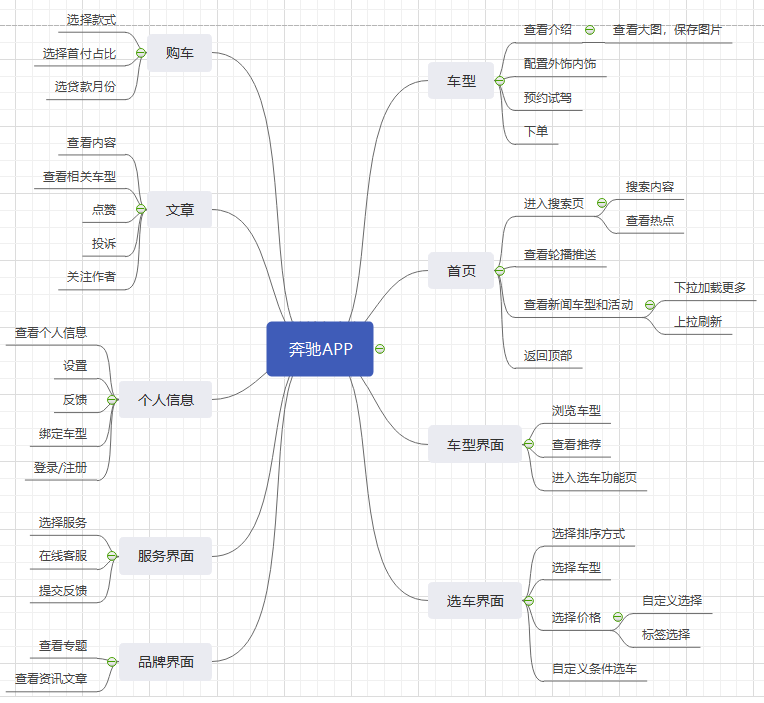 奔驰APP
车型
查看介绍
查看大图，保存图片
配置外饰内饰
预约试驾
下单
首页
进入搜索页
搜索内容
查看热点
查看轮播推送
查看新闻车型和活动
下拉加载更多
上拉刷新
返回顶部
车型界面
浏览车型
查看推荐
进入选车功能页
选车界面
选择排序方式
选择车型
选择价格
自定义选择
标签选择
自定义条件选车
购车
选择款式
选择首付占比
选贷款月份
文章
查看内容
查看相关车型
点赞
投诉
关注作者
个人信息
查看个人信息
设置
反馈
绑定车型
登录/注册
服务界面
选择服务
在线客服
提交反馈
品牌界面
查看专题
查看资讯文章